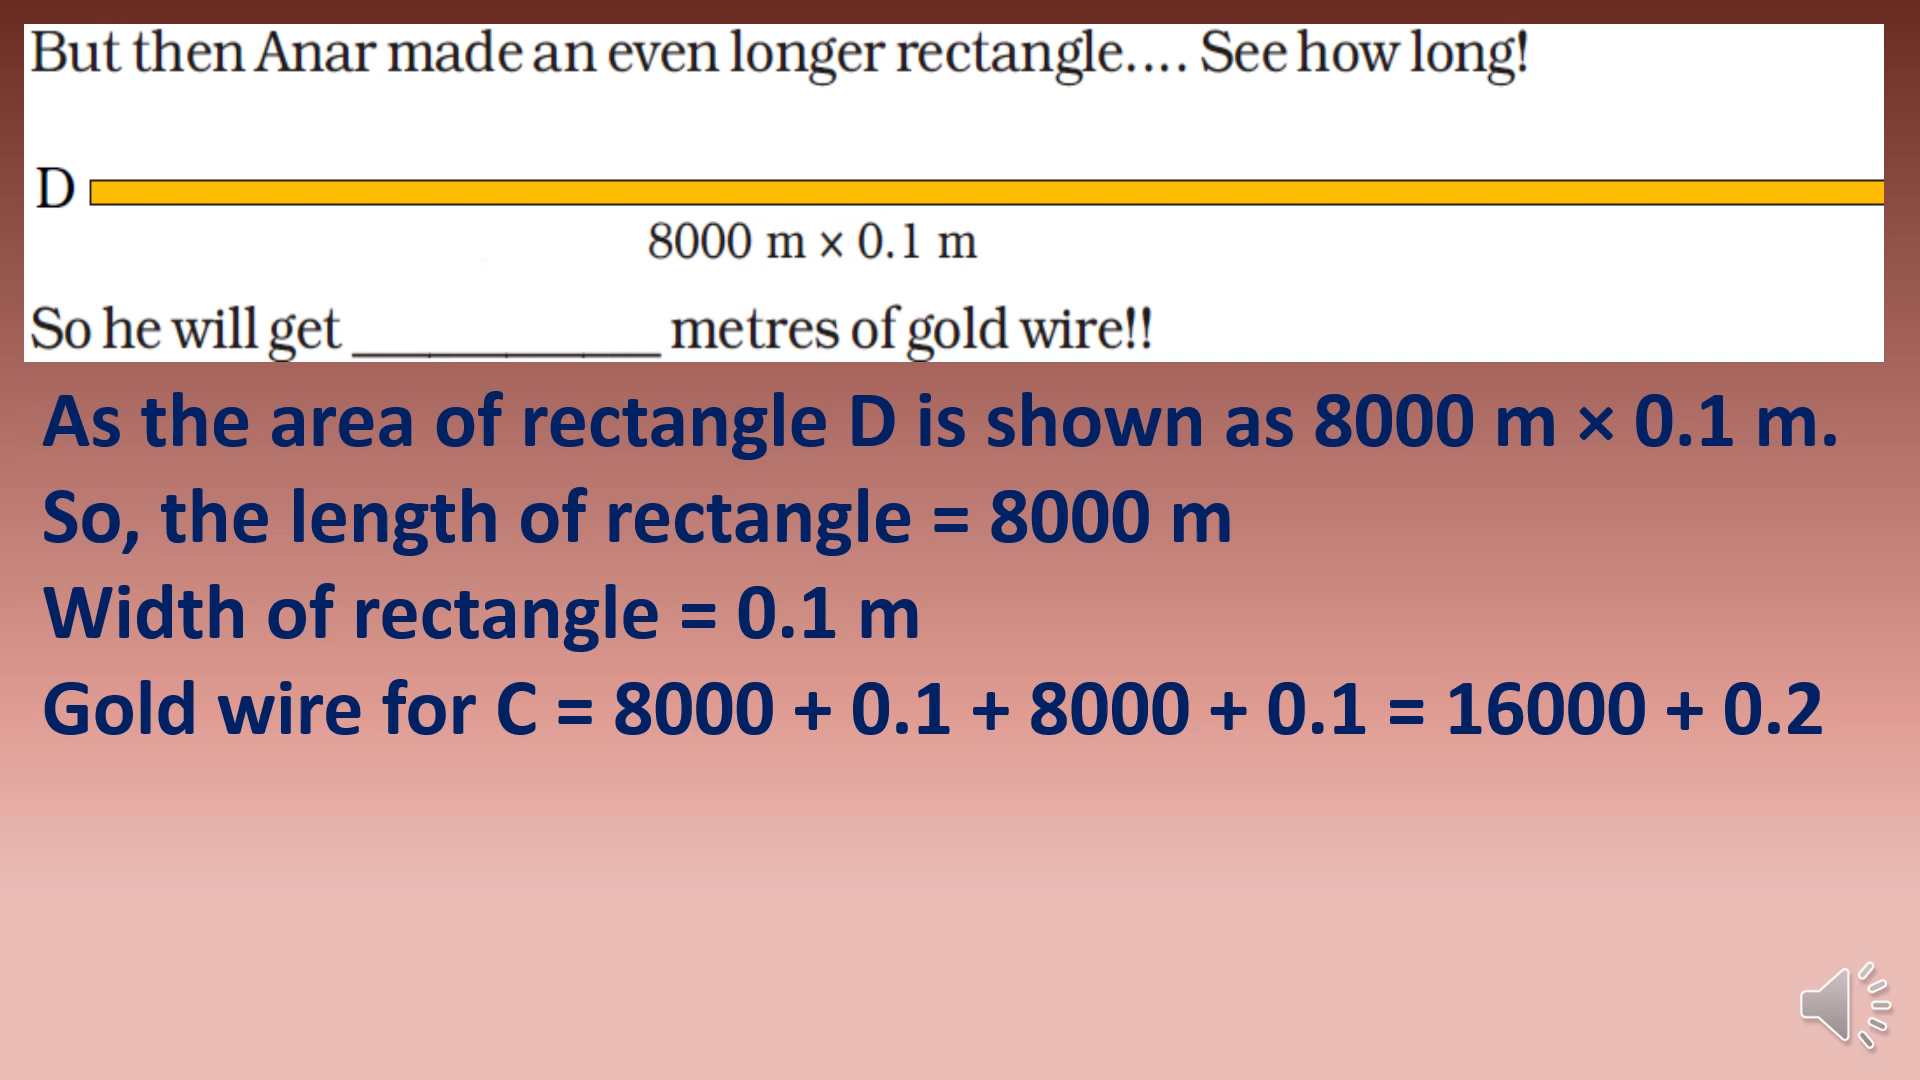 But then Anar made an even longer rectangle.... See how long!
D
8000 m × 0.1 m
So he will get ____________ metres of gold wire!!
As the area of rectangle D is shown as 8000 m × 0.1 m.
So, the length of rectangle = 8000 m
Width of rectangle = 0.1 m
Gold wire for C = 8000 + 0.1 + 8000 + 0.1 = 16000 + 0.2